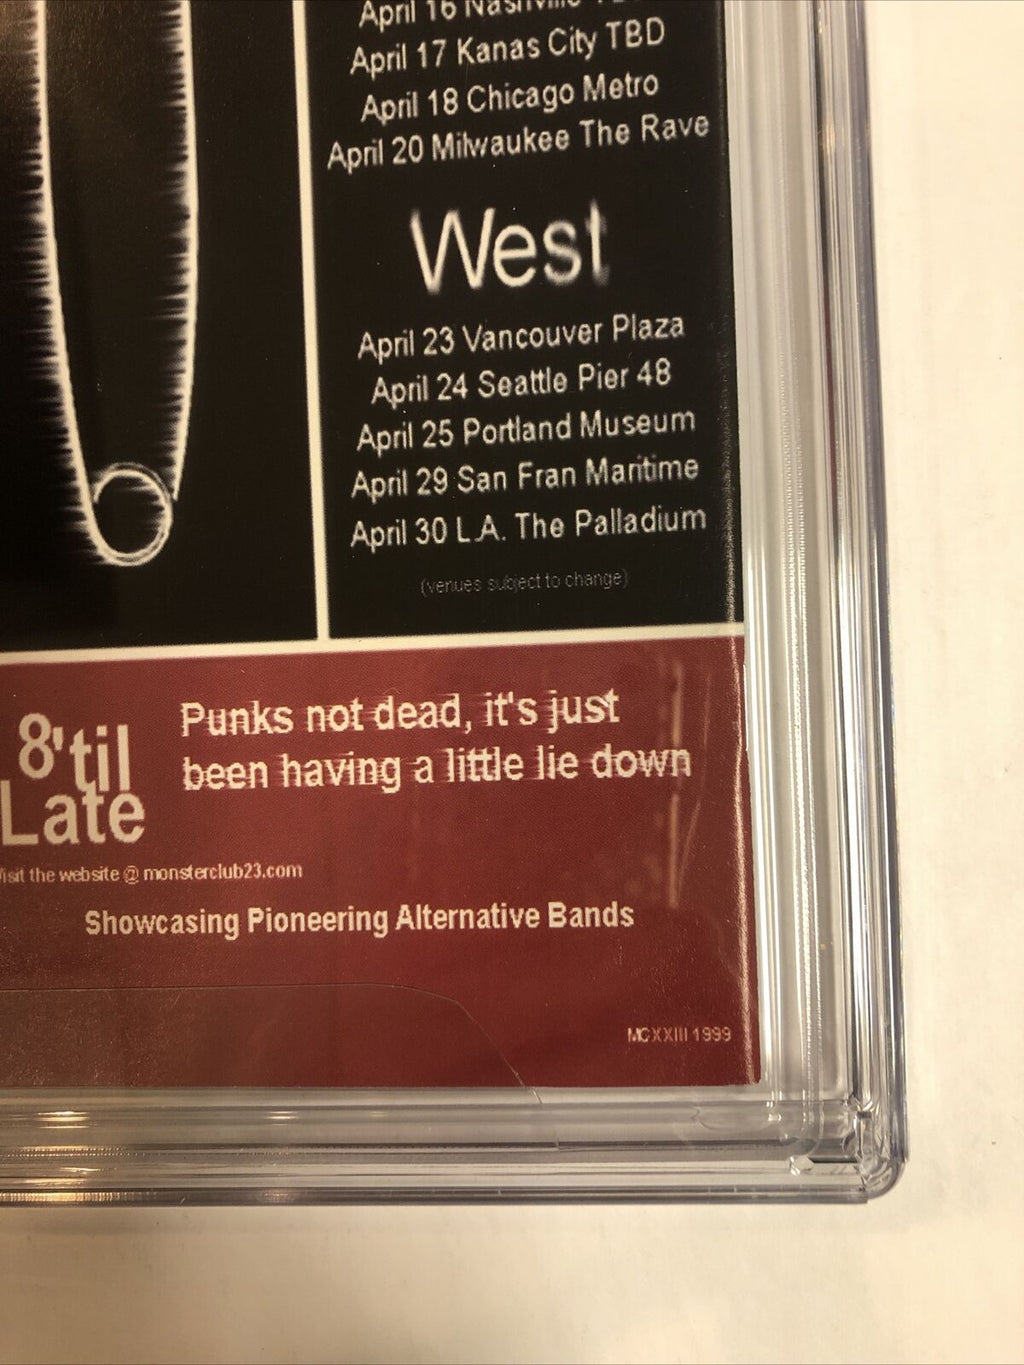 April 16 Nashville
April 17 Kanas City TBD
April 18 Chicago Metro
April 20 Milwaukee The Rave
West
April 23 Vancouver Plaza
April 24 Seattle Pier 48
April 25 Portland Museum
April 29 San Fran Maritime
April 30 L.A. The Palladium
(venues subject to change)
8'til
Late
Punks not dead, it's just
been having a little lie down
isit the website @ monsterclub23.com
Showcasing Pioneering Alternative Bands
MCXXIII 1999